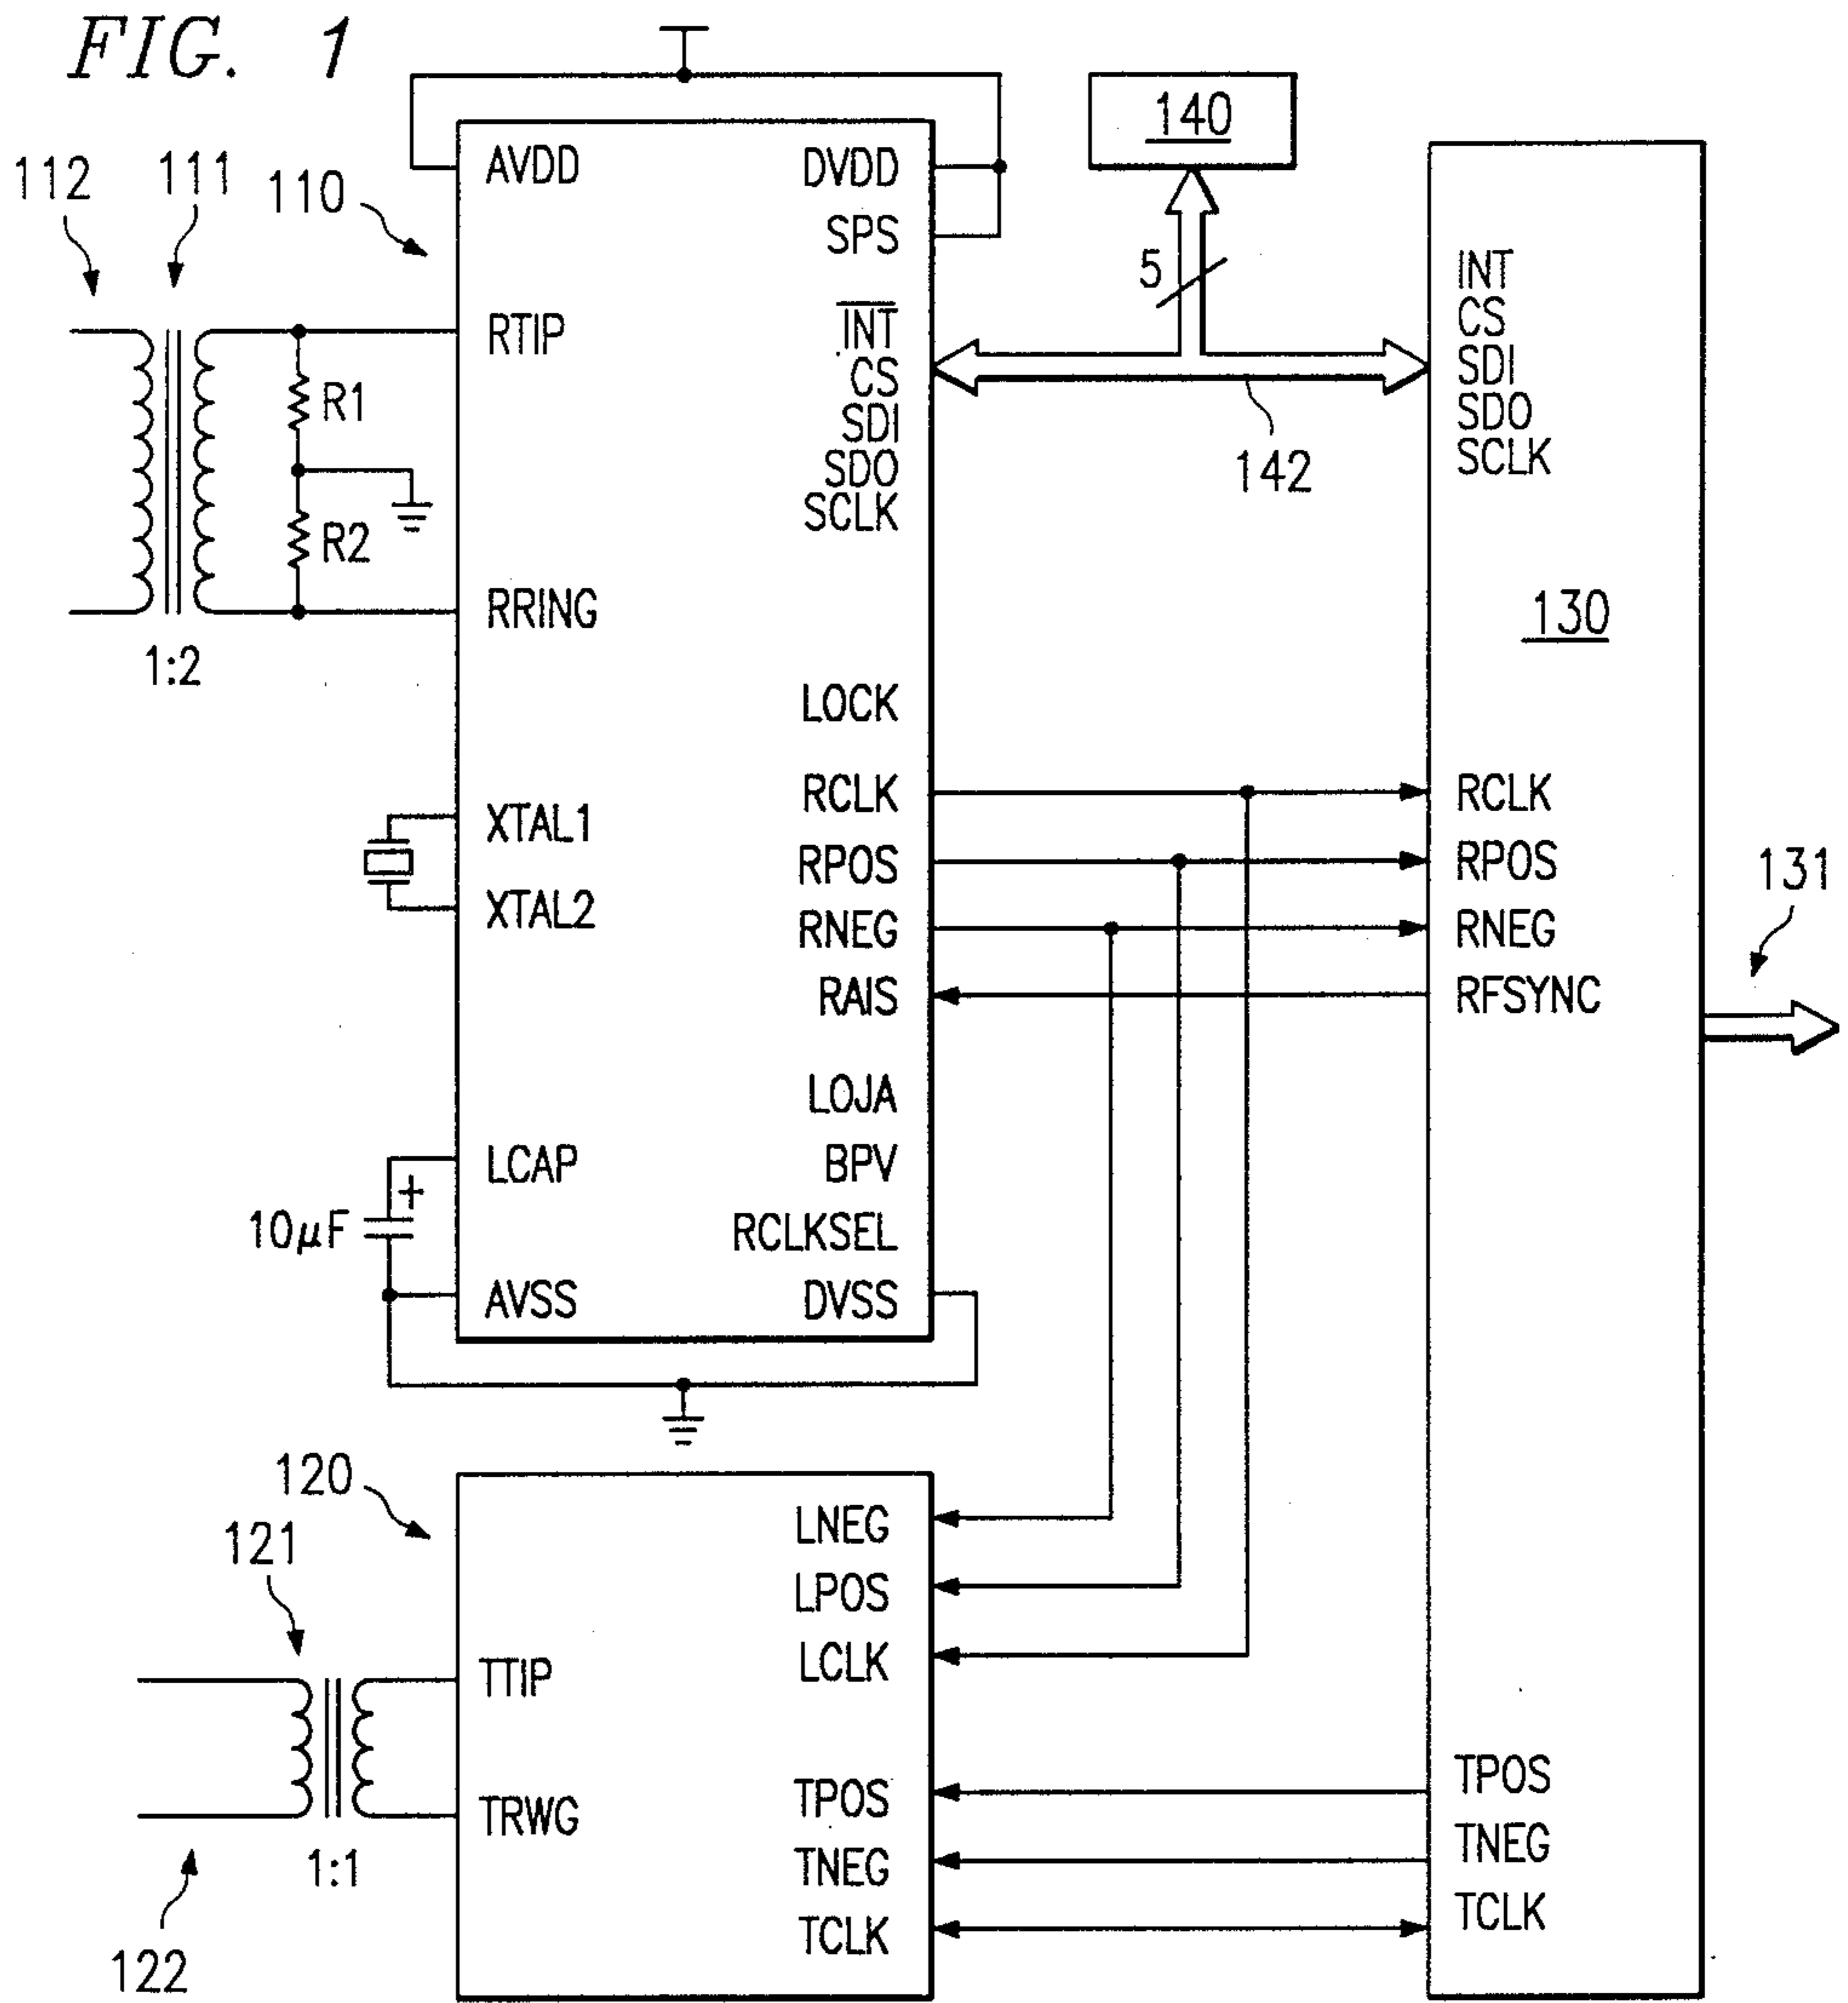 FIG. 1
140
112
111
110
AVDD
DVDD
SPS
5
RTIP
INT
CS
SDI
SDO
SCLK
INT
CS
SDI
SDO
SCLK
142
R1
R2
RRING
1:2
130
LOCK
XTAL1
XTAL2
RCLK
RPOS
RNEG
RAIS
RCLK
RPOS
RNEG
RFSYNC
131
LOJA
LCAP
BPV
+
10μF
RCLKSEL
AVSS
DVSS
120
121
LNEG
LPOS
LCLK
TTIP
TRWG
1:1
122
TPOS
TNEG
TCLK
TPOS
TNEG
TCLK